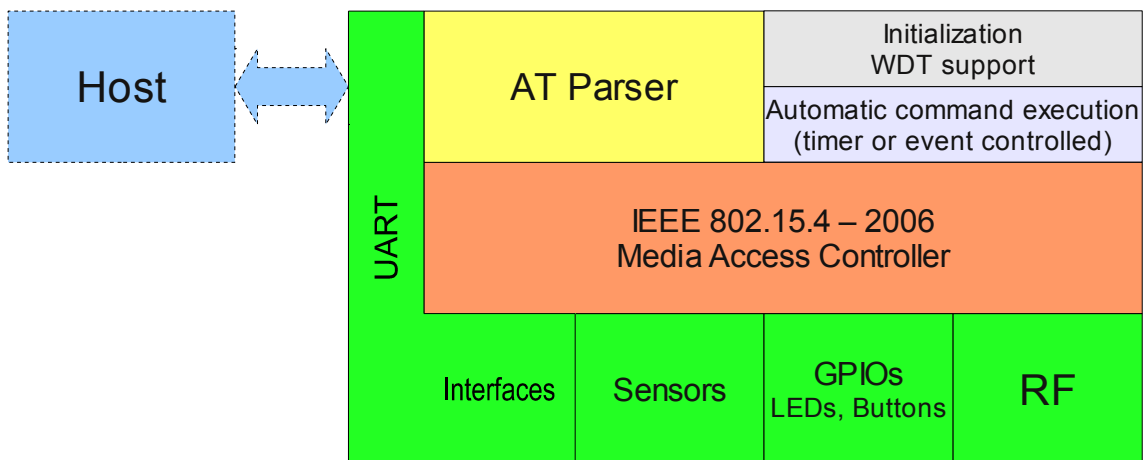 Host
UART
AT Parser
Initialization
WDT support
Automatic command execution
(timer or event controlled)
IEEE 802.15.4 – 2006
Media Access Controller
Interfaces
Sensors
GPIOs
LEDs, Buttons
RF